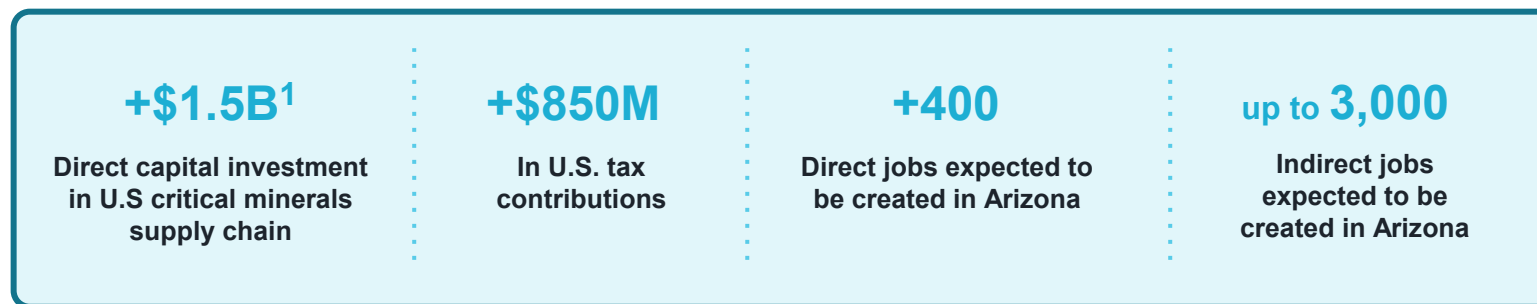 +$1.5B1
Direct capital investment
in U.S critical minerals
supply chain
+$850M
In U.S. tax
contributions
+400
Direct jobs expected to
be created in Arizona
up to 3,000
Indirect jobs
expected to be
created in Arizona